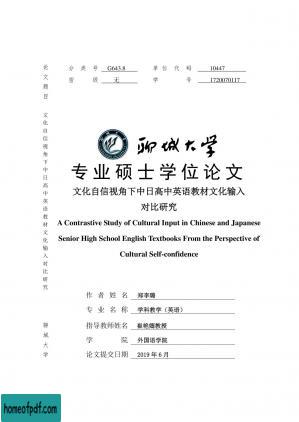 论文题目
文化自信视角下中日高中英语教材文化输入对比研究
聊城大学
分类号 G643.8 单位代码 10447
密级 无 学号 1720070117
聊城大学
专业硕士学位论文
文化自信视角下中日高中英语教材文化输入
对比研究
A Contrastive Study of Cultural Input in Chinese and Japanese
Senior High School English Textbooks From the Perspective of
Cultural Self-confidence
作者姓名 郑李璐
专业名称 学科教学（英语）
指导教师姓名 教授
学院 外国语学院
论文提交日期 2019 年 6 月
homeofpdf.com